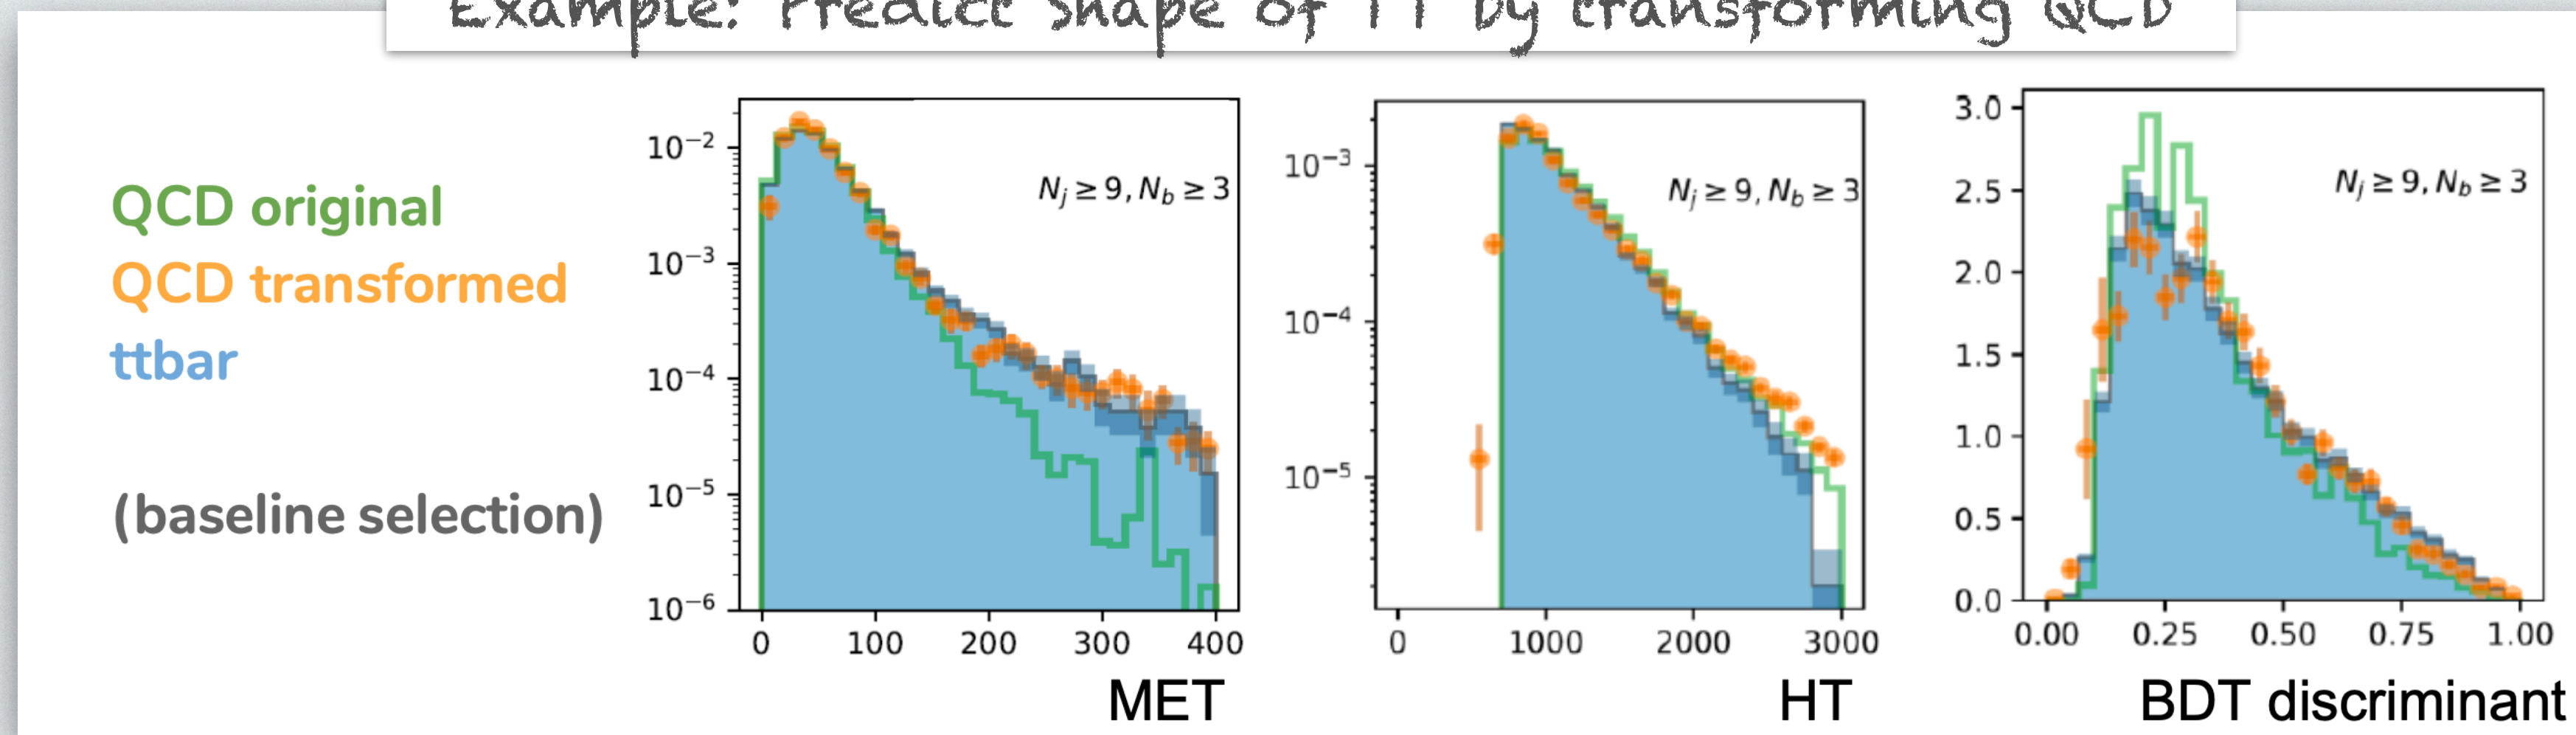 Example: Predict shape of TT by transforming QCD
QCD original
QCD transformed
ttbar
(baseline selection)
10⁻²
10⁻³
10⁻⁴
10⁻⁵
10⁻⁶
Nⱼ ≥ 9, N_b ≥ 3
0 100 200 300 400
MET
10⁻³
10⁻⁴
10⁻⁵
Nⱼ ≥ 9, N_b ≥ 3
0 1000 2000 3000
HT
3.0
2.5
2.0
1.5
1.0
0.5
0.0
Nⱼ ≥ 9, N_b ≥ 3
0.00 0.25 0.50 0.75 1.00
BDT discriminant